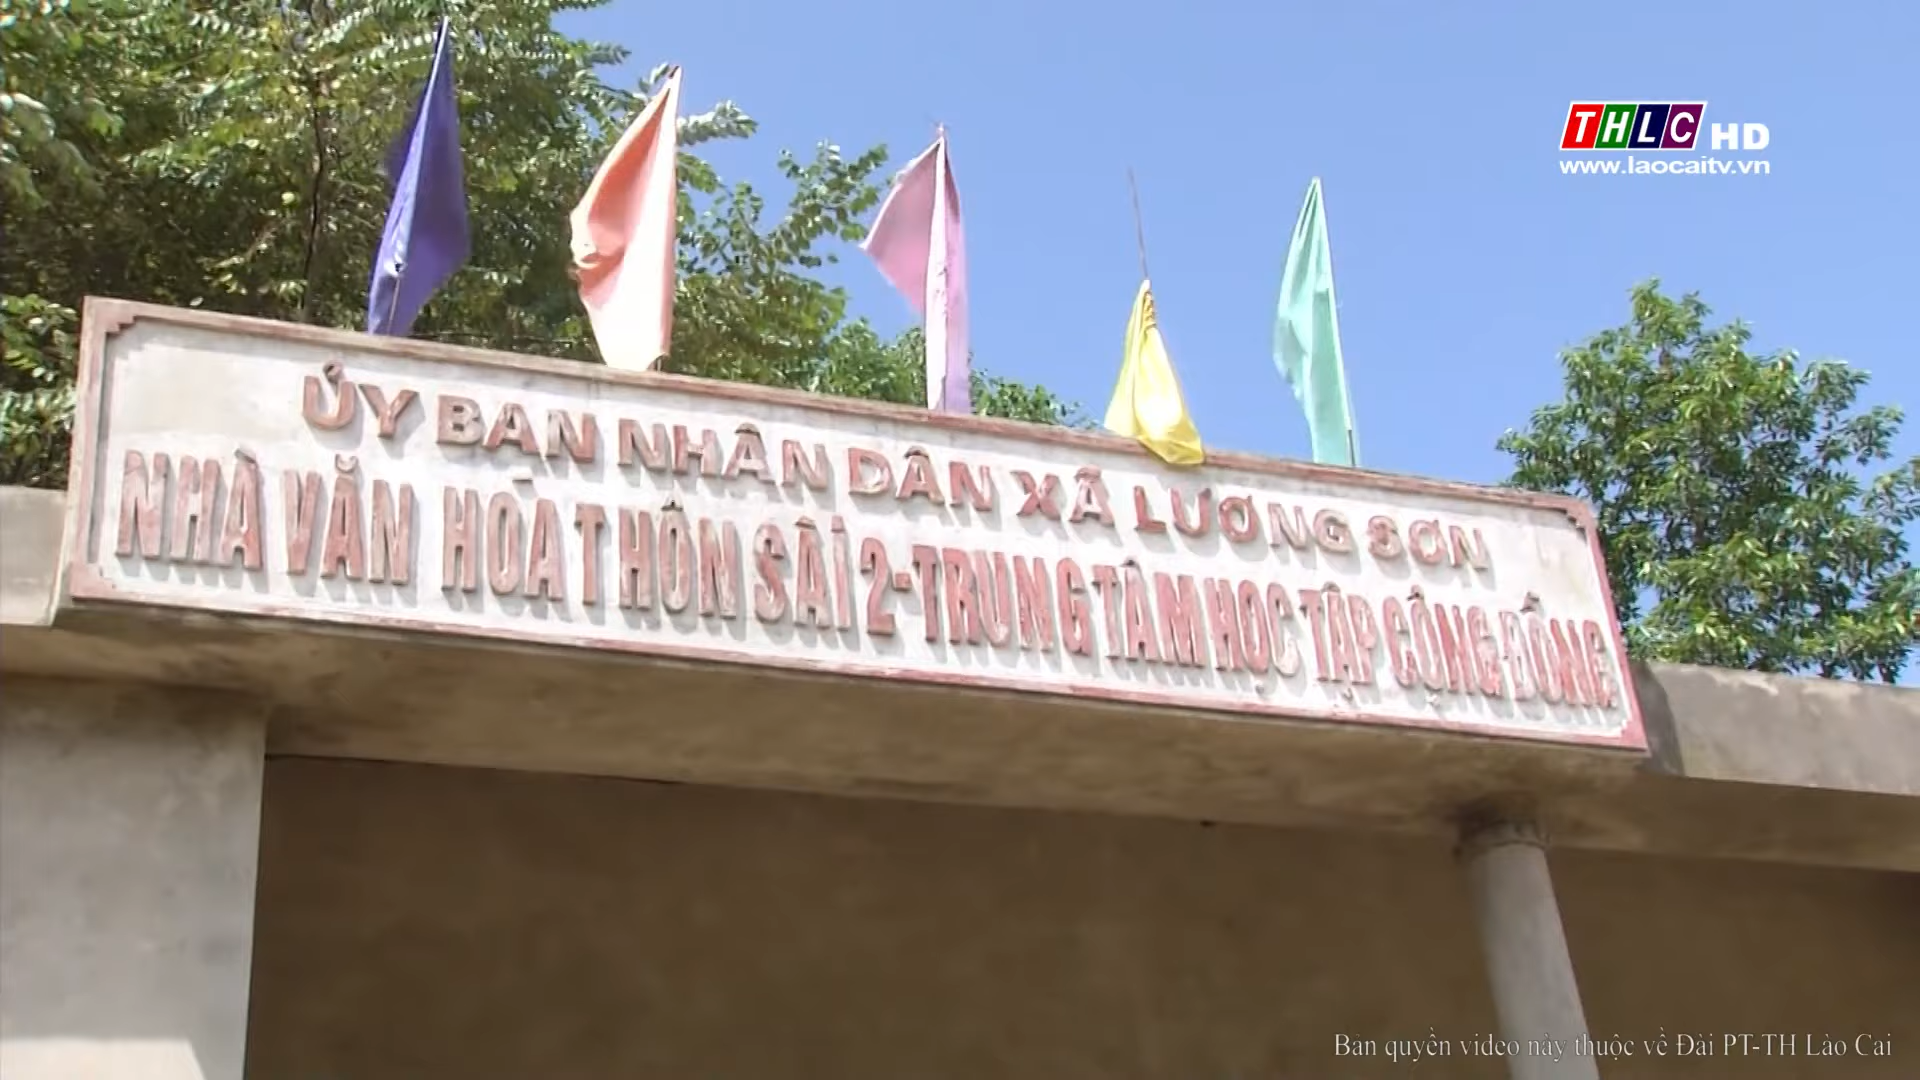 THLC HD
www.laocaitv.vn
ỦY BAN NHÂN DÂN XÃ LƯƠNG SƠN
NHÀ VĂN HÓA THÔN SÀI 2-TRUNG TÂM HỌC TẬP CỘNG ĐỒNG
Bản quyền video này thuộc về Đài PT-TH Lào Cai